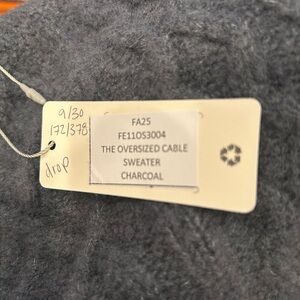 9/30
172/378
drop
FA25
FE11OS3004
THE OVERSIZED CABLE
SWEATER
CHARCOAL